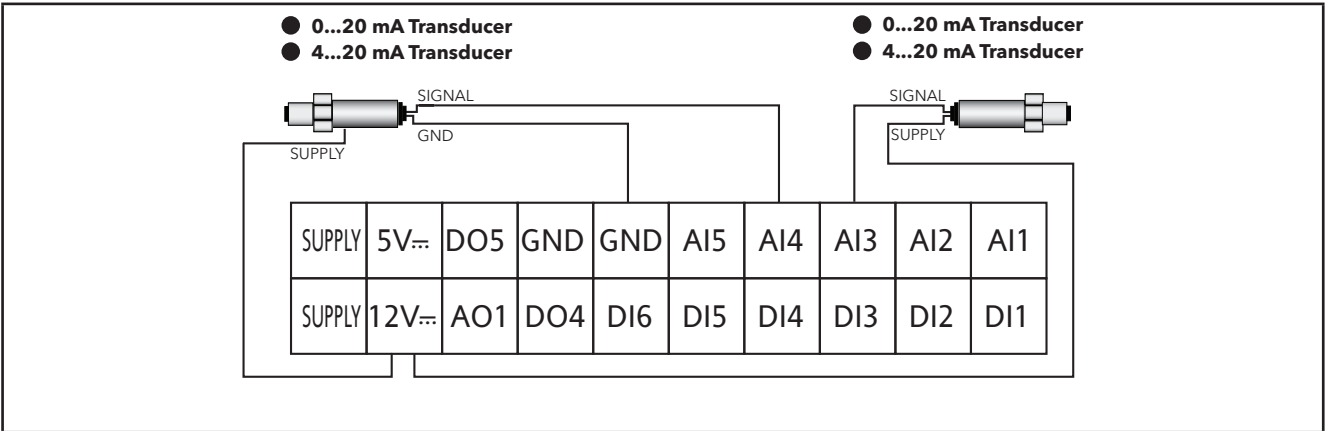 ● 0...20 mA Transducer
● 4...20 mA Transducer
● 0...20 mA Transducer
● 4...20 mA Transducer
SIGNAL
GND
SUPPLY
SIGNAL
SUPPLY
SUPPLY 5V⎓ DO5 GND GND AI5 AI4 AI3 AI2 AI1
SUPPLY 12V⎓ AO1 DO4 DI6 DI5 DI4 DI3 DI2 DI1